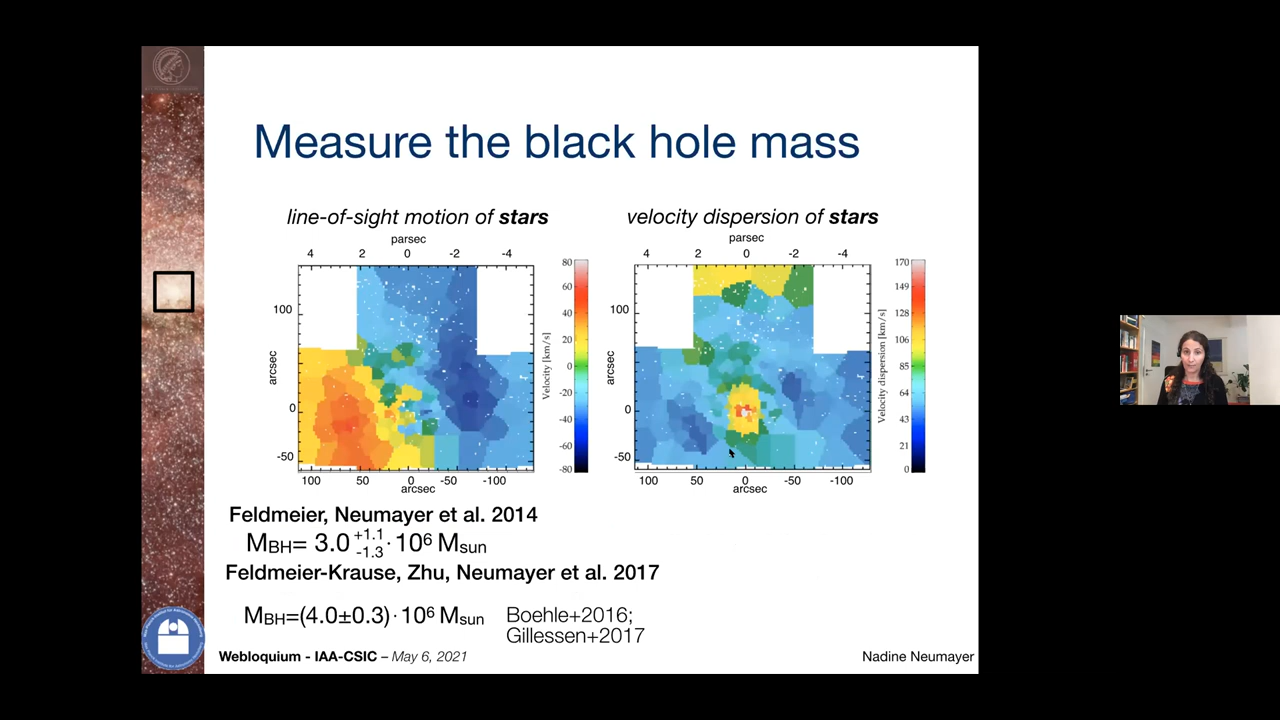 Measure the black hole mass
line-of-sight motion of stars
parsec
4 2 0 -2 -4
100
0
-50
arcsec
100 50 0 -50 -100
arcsec
80
60
40
20
0
-20
-40
-60
-80
Velocity [km/s]
velocity dispersion of stars
parsec
4 2 0 -2 -4
100
0
-50
arcsec
100 50 0 -50 -100
arcsec
170
149
128
106
85
64
43
21
0
Velocity dispersion [km/s]
Feldmeier, Neumayer et al. 2014
MBH= 3.0 +1.1 -1.3 · 10⁶ Msun
Feldmeier-Krause, Zhu, Neumayer et al. 2017
MBH=(4.0±0.3) · 10⁶ Msun
Boehle+2016;
Gillessen+2017
Webloquium - IAA-CSIC – May 6, 2021
Nadine Neumayer